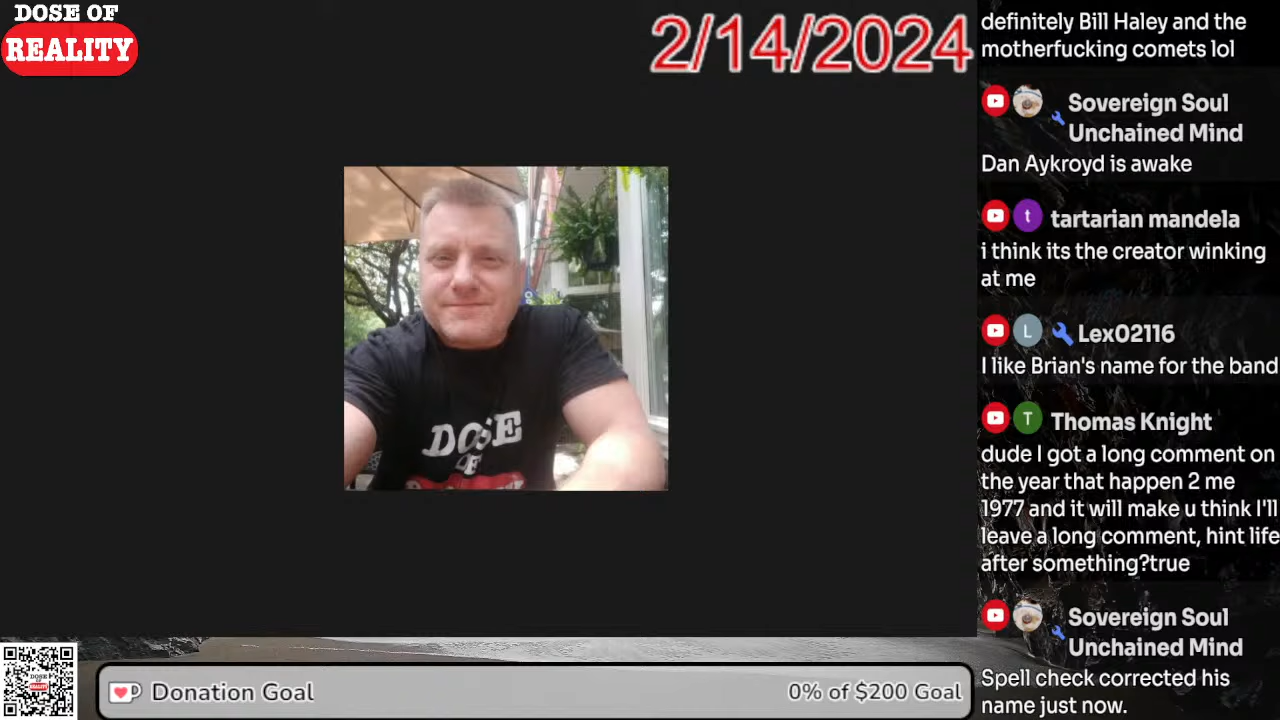 DOSE OF
REALITY
2/14/2024
DOSE
OF
definitely Bill Haley and the
motherfucking comets lol
Sovereign Soul
Unchained Mind
Dan Aykroyd is awake
t tartarian mandela
i think its the creator winking
at me
L Lex02116
I like Brian's name for the band
T Thomas Knight
dude I got a long comment on
the year that happen 2 me
1977 and it will make u think I'll
leave a long comment, hint life
after something?true
Sovereign Soul
Unchained Mind
Spell check corrected his
name just now.
DOSE
OF
REALITY
Donation Goal
0% of $200 Goal